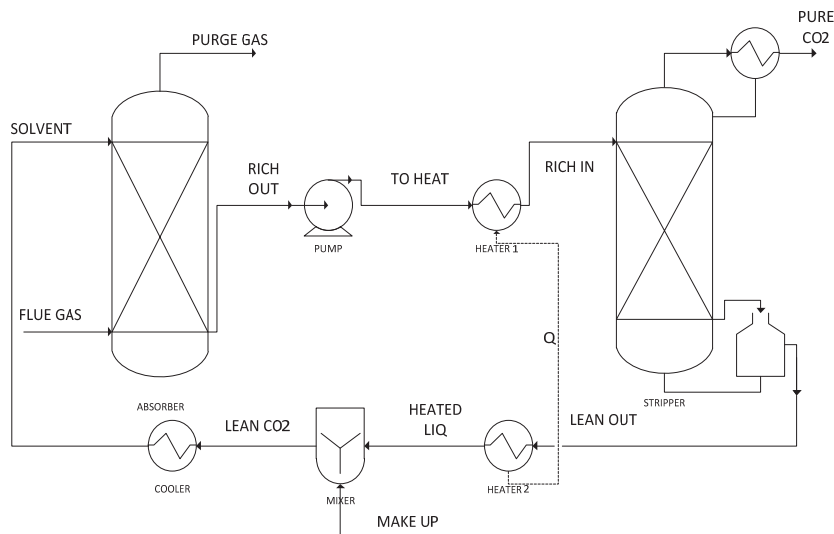 PURE
CO2
PURGE GAS
SOLVENT
RICH
OUT
TO HEAT
RICH IN
PUMP
HEATER 1
FLUE GAS
Q
ABSORBER
STRIPPER
LEAN CO2
HEATED
LIQ
LEAN OUT
COOLER
MIXER
HEATER 2
MAKE UP